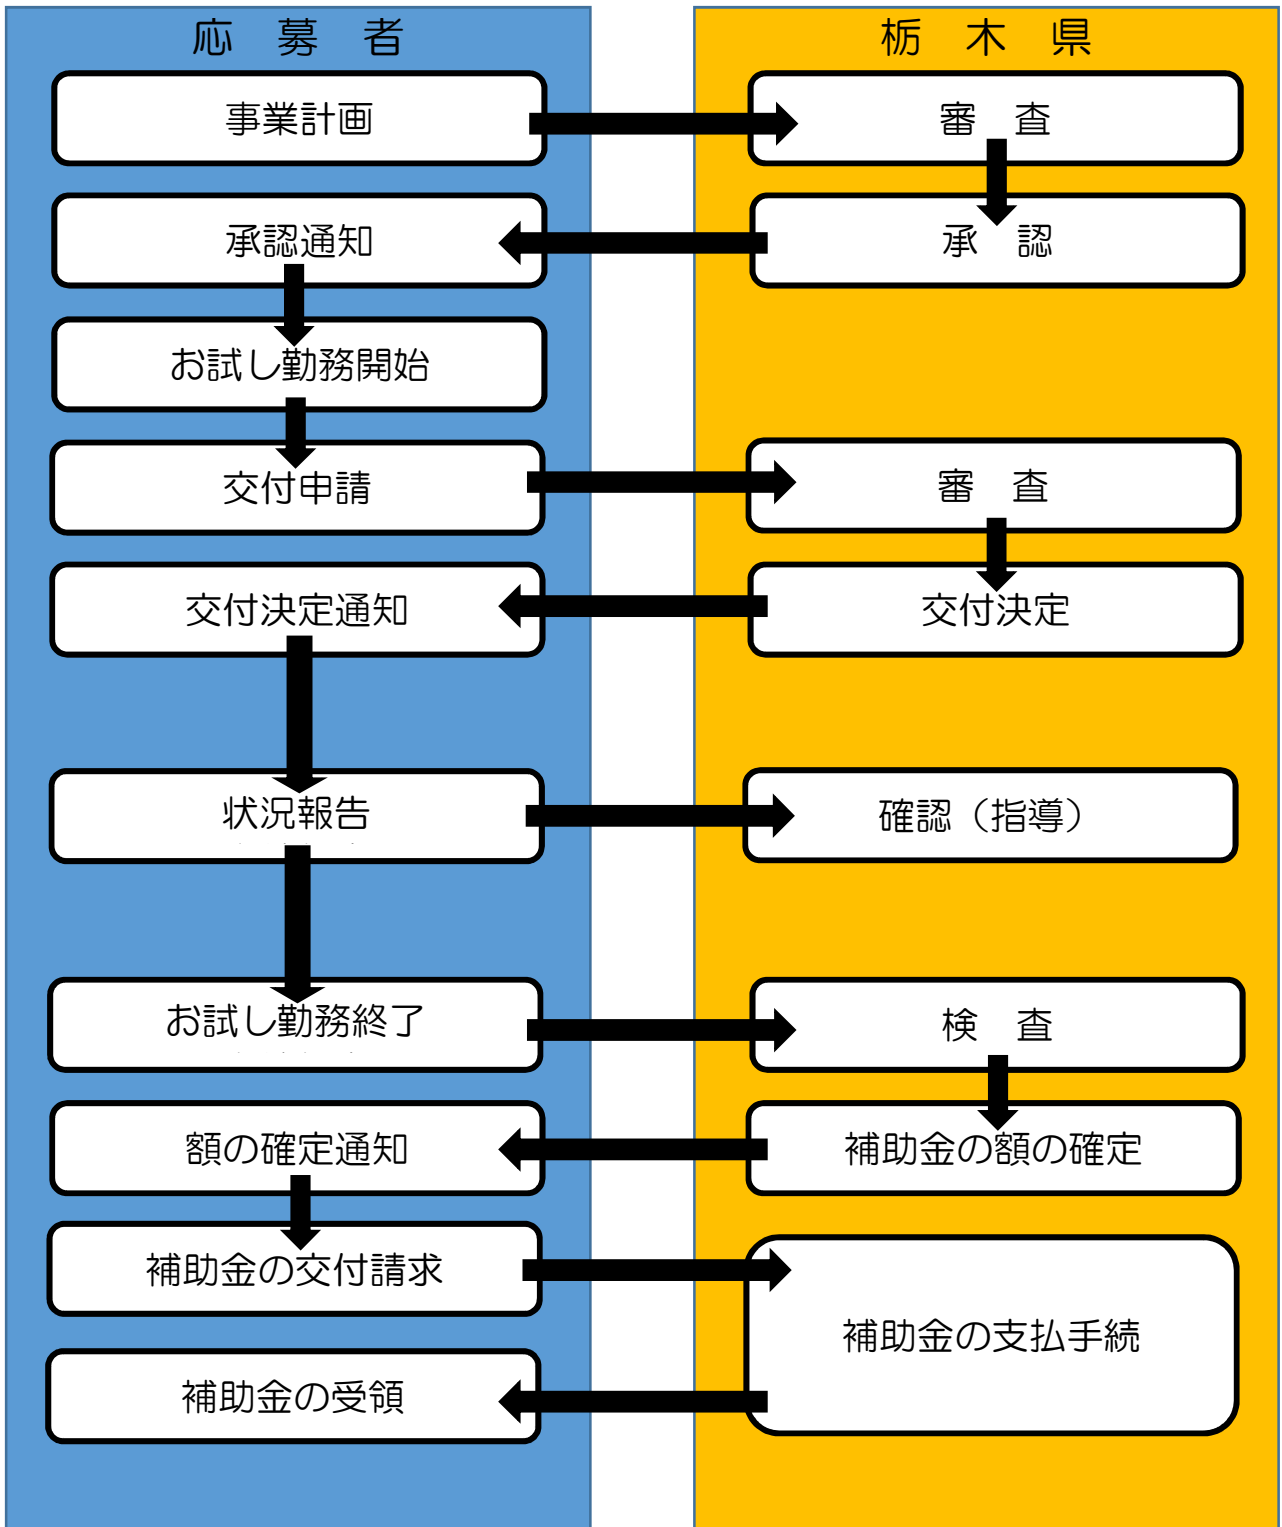 応　募　者
栃　木　県
事業計画
審　査
承認通知
承　認
お試し勤務開始
交付申請
審　査
交付決定通知
交付決定
状況報告
確認（指導）
お試し勤務終了
検　査
額の確定通知
補助金の額の確定
補助金の交付請求
補助金の支払手続
補助金の受領